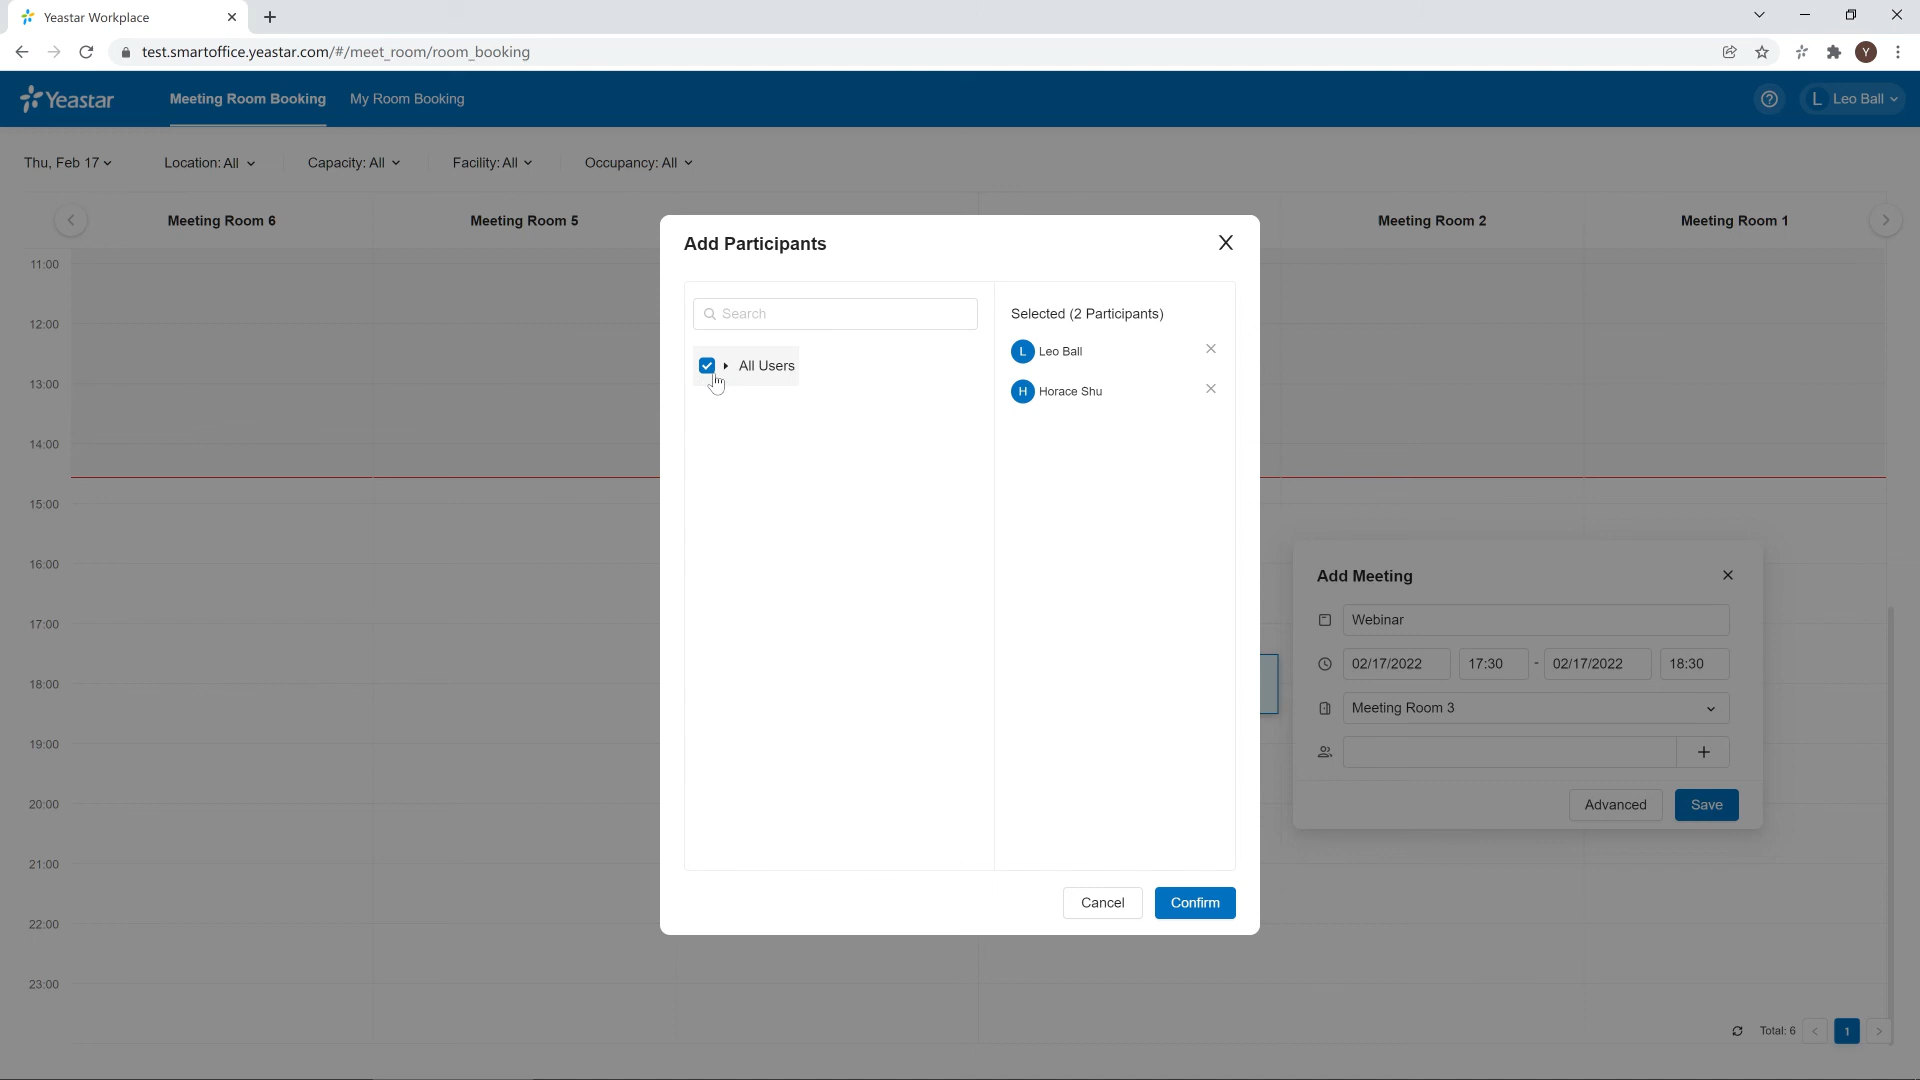 Yeastar Workplace
test.smartoffice.yeastar.com/#/meet_room/room_booking
Y
Yeastar
Meeting Room Booking
My Room Booking
L Leo Ball
Thu, Feb 17
Location: All
Capacity: All
Facility: All
Occupancy: All
Meeting Room 6
Meeting Room 5
Meeting Room 2
Meeting Room 1
11:00
12:00
13:00
14:00
15:00
16:00
17:00
18:00
19:00
20:00
21:00
22:00
23:00
Add Participants
Search
All Users
Selected (2 Participants)
L Leo Ball
H Horace Shu
Cancel
Confirm
Add Meeting
Webinar
02/17/2022 17:30 - 02/17/2022 18:30
Meeting Room 3
Advanced
Save
Total: 6
1